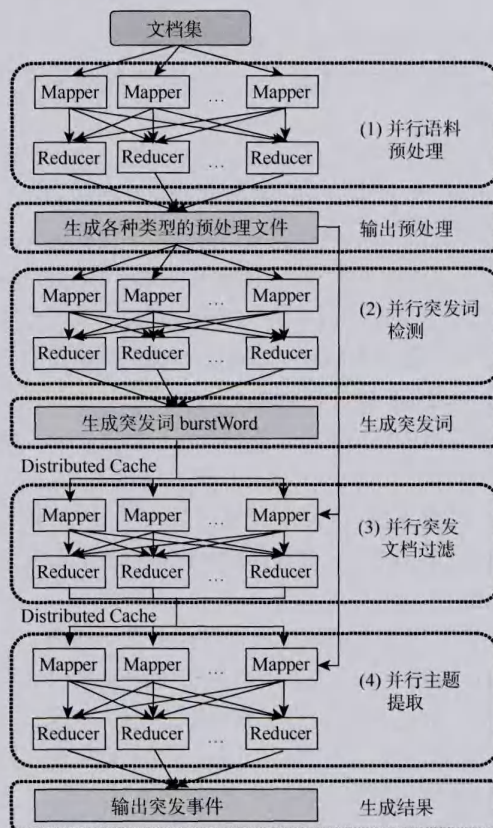 文档集
Mapper Mapper … Mapper
Reducer Reducer … Reducer
(1) 并行语料
预处理
生成各种类型的预处理文件
输出预处理
Mapper Mapper … Mapper
Reducer Reducer … Reducer
(2) 并行突发词
检测
生成突发词 burstWord
生成突发词
Distributed Cache
Mapper Mapper … Mapper
Reducer Reducer … Reducer
(3) 并行突发
文档过滤
Distributed Cache
Mapper Mapper … Mapper
Reducer Reducer … Reducer
(4) 并行主题
提取
输出突发事件
生成结果